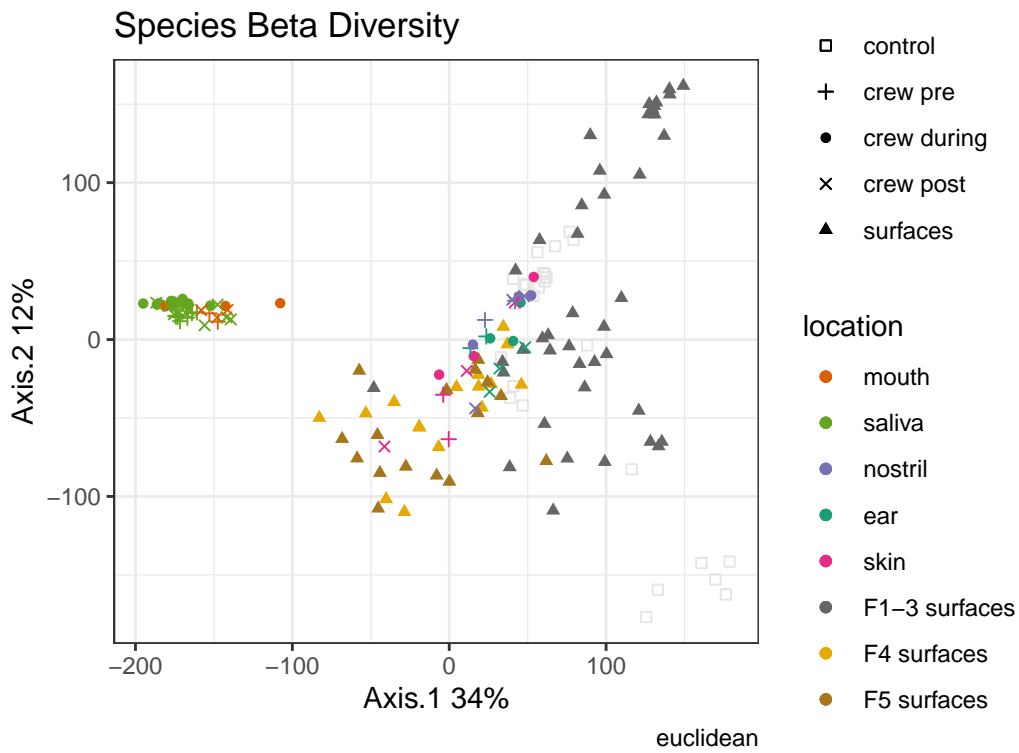 Species Beta Diversity
control
crew pre
crew during
crew post
surfaces
location
mouth
saliva
nostril
ear
skin
F1−3 surfaces
F4 surfaces
F5 surfaces
Axis.2 12%
100
0
−100
−200
−100
0
100
Axis.1 34%
euclidean